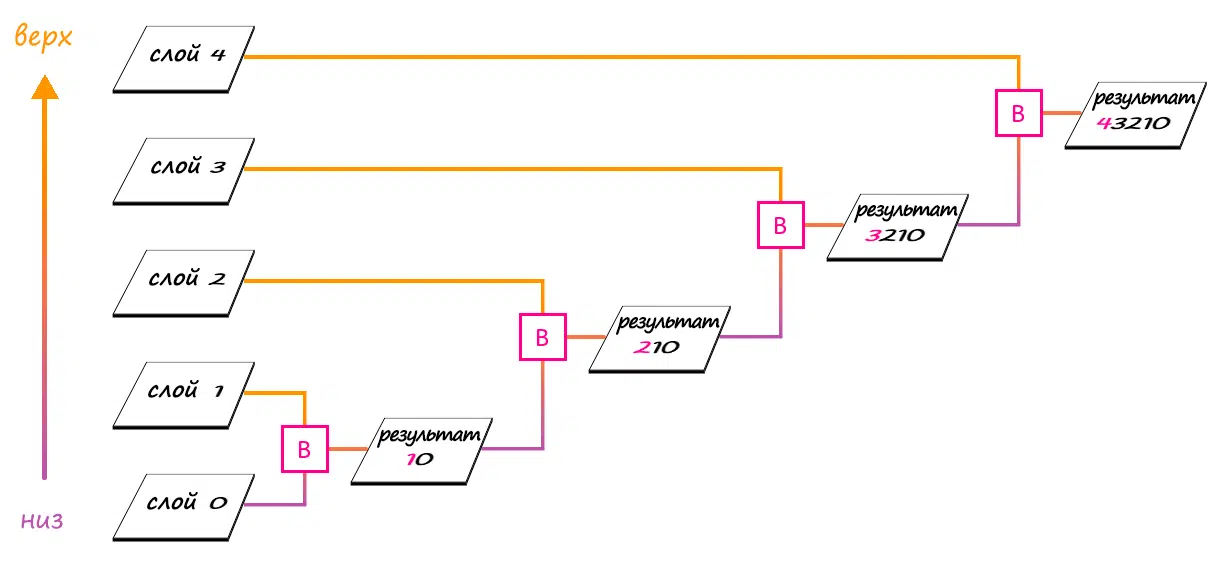 верх
слой 4
В
результат
43210
слой 3
В
результат
3210
слой 2
В
результат
210
слой 1
В
результат
10
слой 0
низ